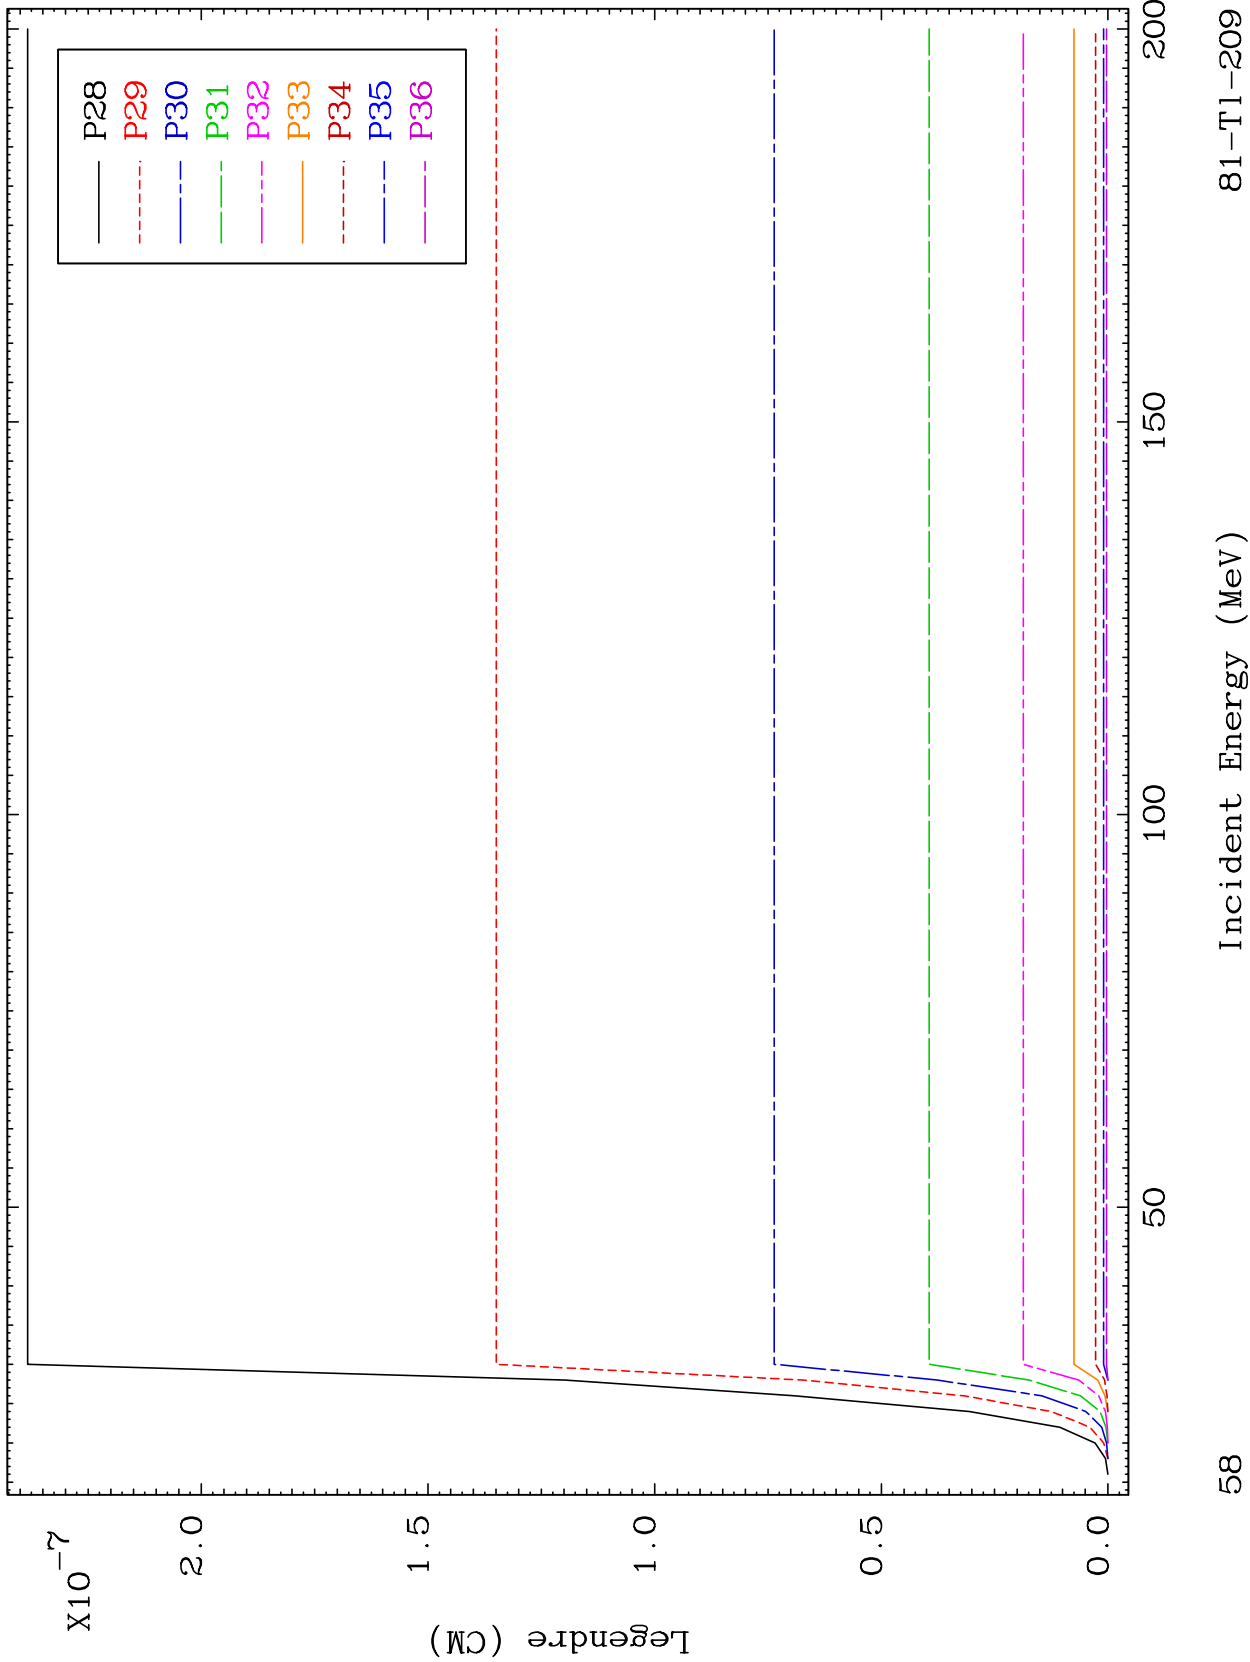 X10-7
Legendre (CM)
2.0
1.5
1.0
0.5
0.0
P28
P29
P30
P31
P32
P33
P34
P35
P36
50
100
150
200
Incident Energy (MeV)
58
81-Tl-209